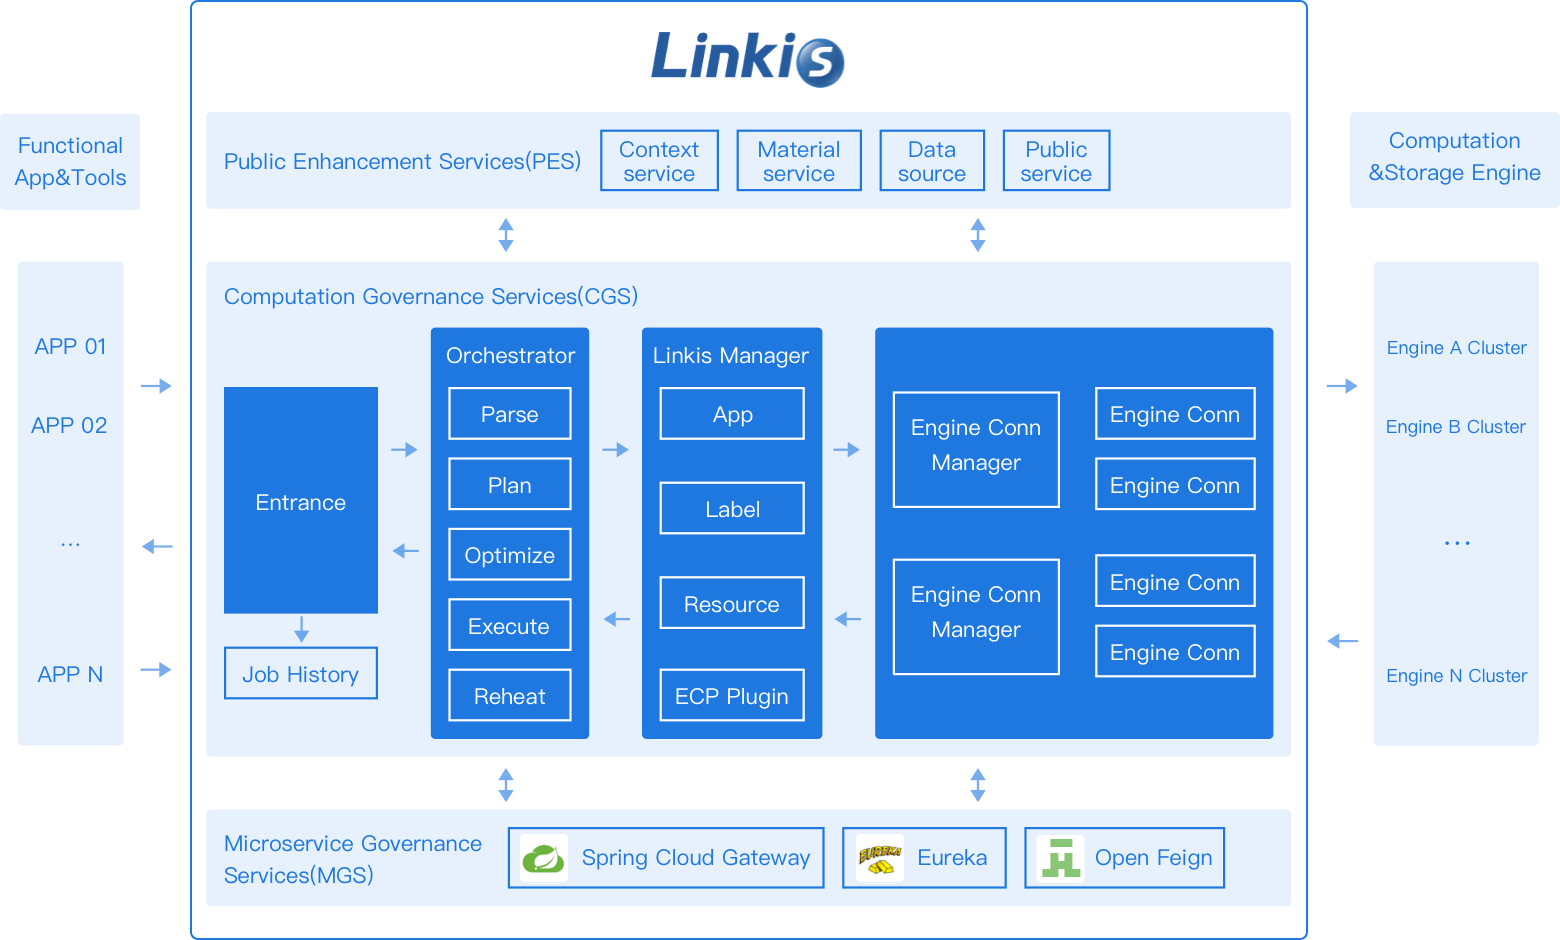 Linkis
Functional
App&Tools
Public Enhancement Services(PES)
Context
service
Material
service
Data
source
Public
service
Computation
&Storage Engine
APP 01
APP 02
...
APP N
Computation Governance Services(CGS)
Entrance
Job History
Orchestrator
Parse
Plan
Optimize
Execute
Reheat
Linkis Manager
App
Label
Resource
ECP Plugin
Engine Conn
Manager
Engine Conn
Engine Conn
Engine Conn
Manager
Engine Conn
Engine Conn
Engine A Cluster
Engine B Cluster
...
Engine N Cluster
Microservice Governance
Services(MGS)
Spring Cloud Gateway
EUREKA
Eureka
Open Feign